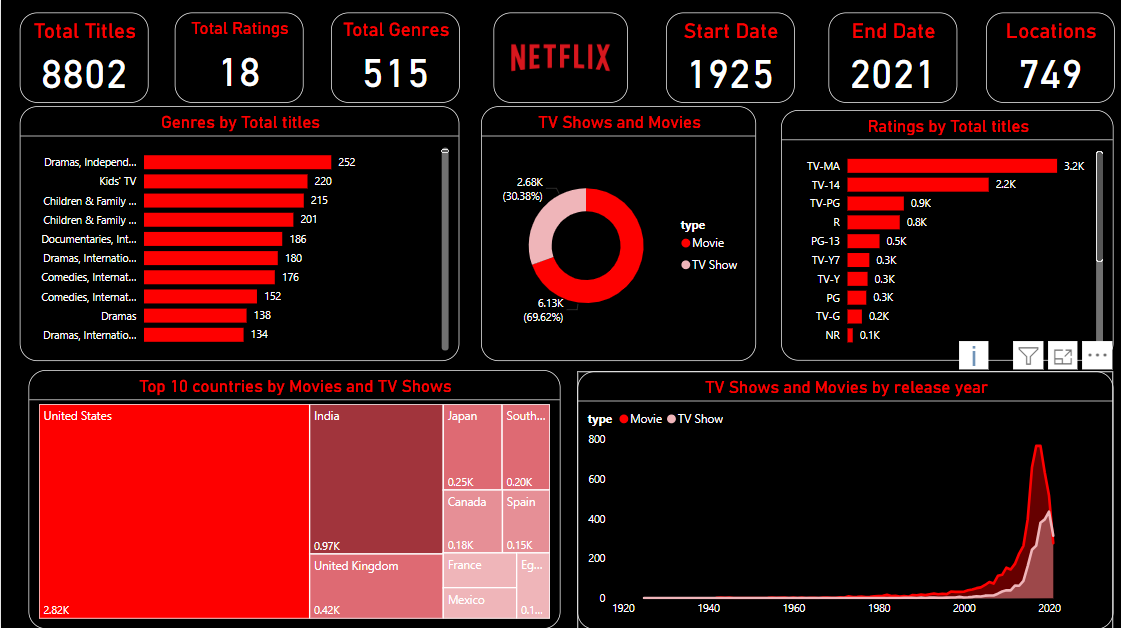 Total Titles
8802
Total Ratings
18
Total Genres
515
NETFLIX
Start Date
1925
End Date
2021
Locations
749
Genres by Total titles
Dramas, Independ... 252
Kids' TV 220
Children & Family ... 215
Children & Family ... 201
Documentaries, Int... 186
Dramas, Internatio... 180
Comedies, Internat... 176
Comedies, Internat... 152
Dramas 138
Dramas, Internatio... 134
TV Shows and Movies
2.68K
(30.38%)
6.13K
(69.62%)
type
Movie
TV Show
Ratings by Total titles
TV-MA 3.2K
TV-14 2.2K
TV-PG 0.9K
R 0.8K
PG-13 0.5K
TV-Y7 0.3K
TV-Y 0.3K
PG 0.3K
TV-G 0.2K
NR 0.1K
Top 10 countries by Movies and TV Shows
United States
2.82K
India
0.97K
United Kingdom
0.42K
Japan
0.25K
South...
0.20K
Canada
0.18K
Spain
0.15K
France
Mexico
Eg...
0.1...
TV Shows and Movies by release year
type Movie TV Show
800
600
400
200
0
1920 1940 1960 1980 2000 2020